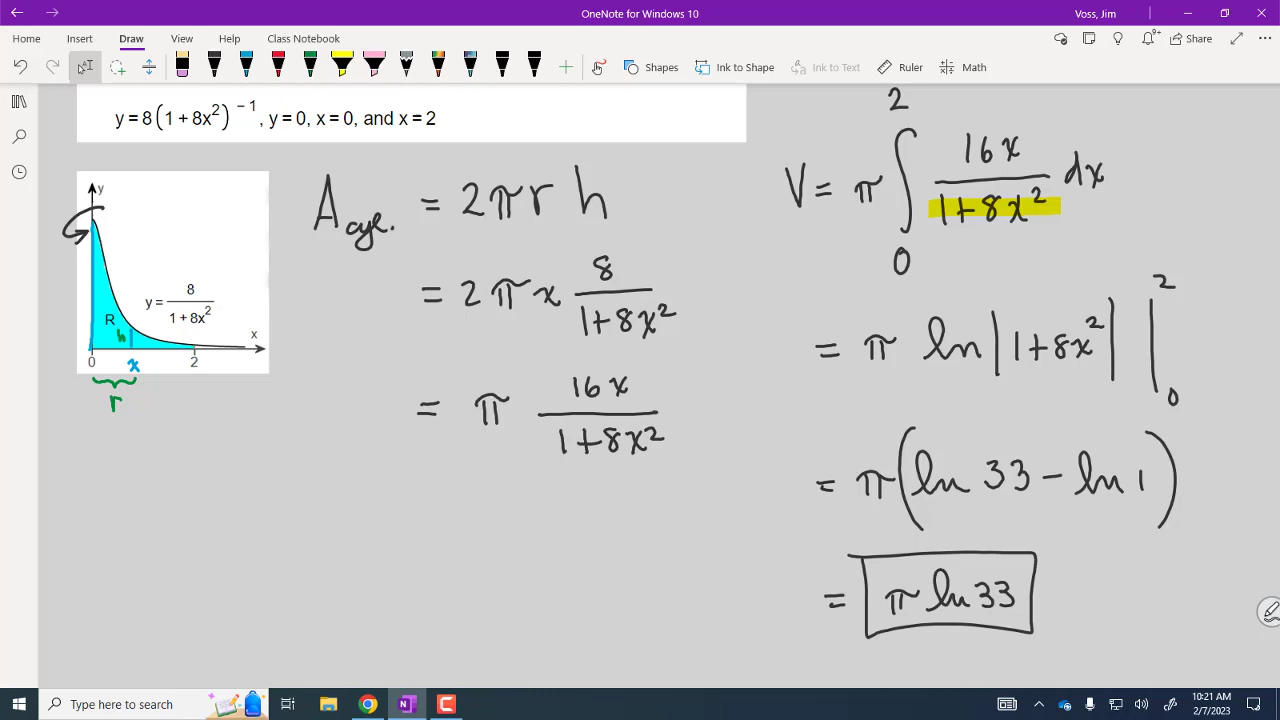 OneNote for Windows 10
Voss, Jim
Home Insert Draw View Help Class Notebook
Share
Shapes Ink to Shape Ink to Text Ruler Math
y = 8(1 + 8x²)⁻¹, y = 0, x = 0, and x = 2
y
y = 8/(1 + 8x²)
R
h
x
0 x 2
r
A cyl. = 2πr h
= 2πx 8/(1+8x²)
= π 16x/(1+8x²)
V = π ∫₀² 16x/(1+8x²) dx
= π ln|1+8x²| |₀²
= π(ln 33 − ln 1)
= π ln 33
Type here to search
10:21 AM
2/7/2023